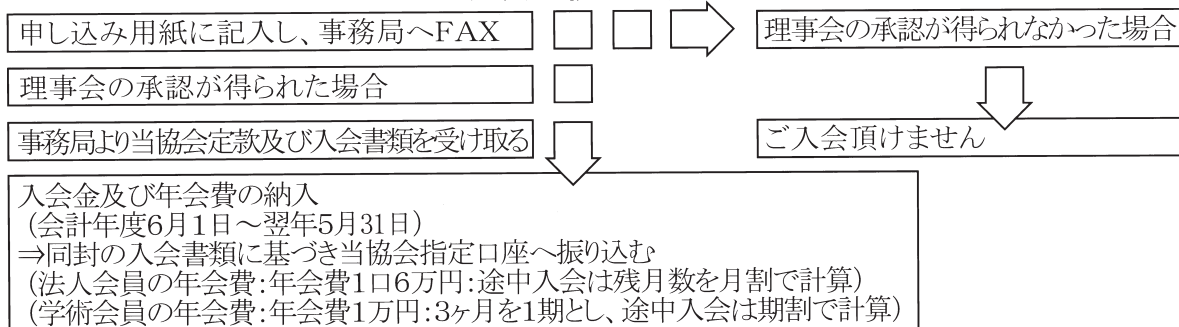 申し込み用紙に記入し、事務局へFAX
理事会の承認が得られなかった場合
理事会の承認が得られた場合
事務局より当協会定款及び入会書類を受け取る
ご入会頂けません
入会金及び年会費の納入
(会計年度6月1日～翌年5月31日)
⇒同封の入会書類に基づき当協会指定口座へ振り込む
(法人会員の年会費:年会費1口6万円:途中入会は残月数を月割で計算)
(学術会員の年会費:年会費1万円:3ヶ月を1期とし、途中入会は期割で計算)